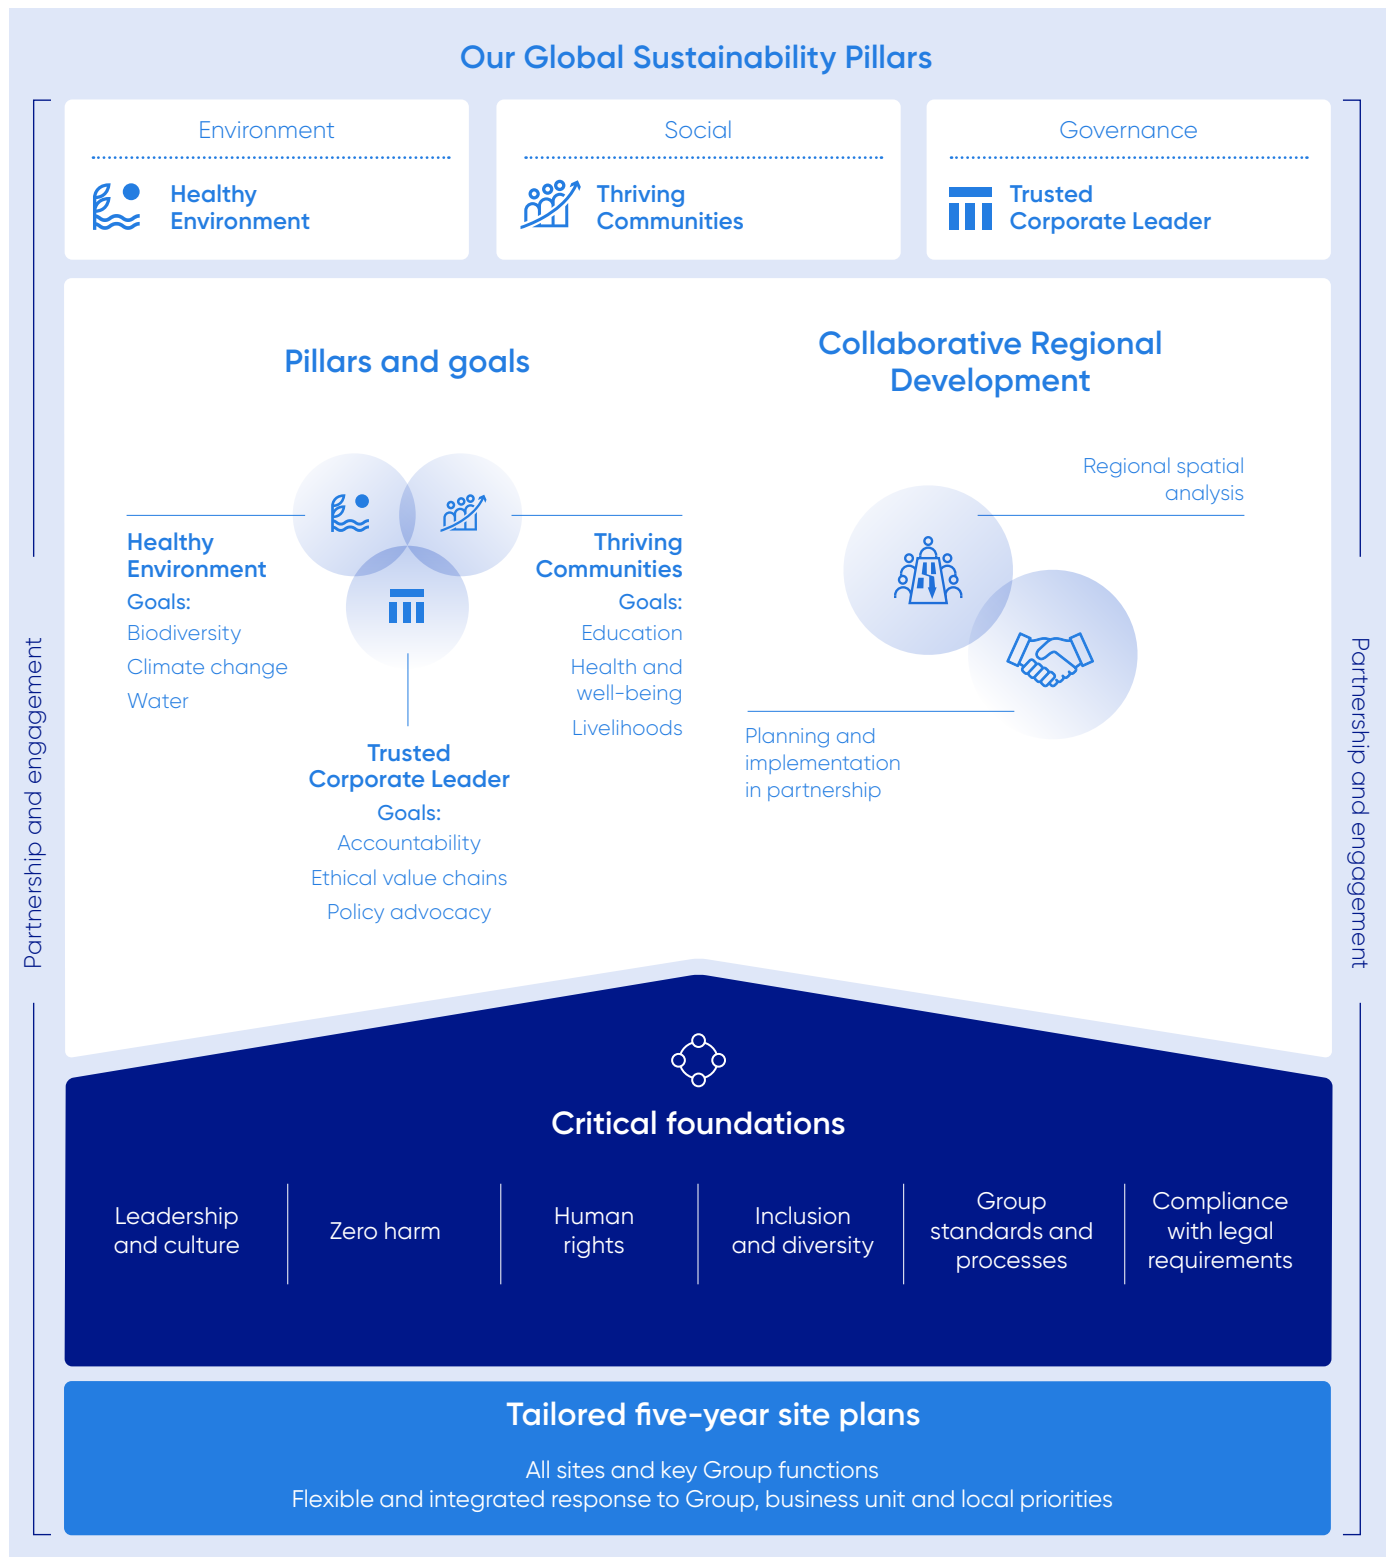 Our Global Sustainability Pillars
Environment
Healthy
Environment
Social
Thriving
Communities
Governance
Trusted
Corporate Leader
Pillars and goals
Healthy
Environment
Goals:
Biodiversity
Climate change
Water
Thriving
Communities
Goals:
Education
Health and
well-being
Livelihoods
Trusted
Corporate Leader
Goals:
Accountability
Ethical value chains
Policy advocacy
Collaborative Regional
Development
Regional spatial
analysis
Planning and
implementation
in partnership
Partnership and engagement
Partnership and engagement
Critical foundations
Leadership
and culture
Zero harm
Human
rights
Inclusion
and diversity
Group
standards and
processes
Compliance
with legal
requirements
Tailored five-year site plans
All sites and key Group functions
Flexible and integrated response to Group, business unit and local priorities